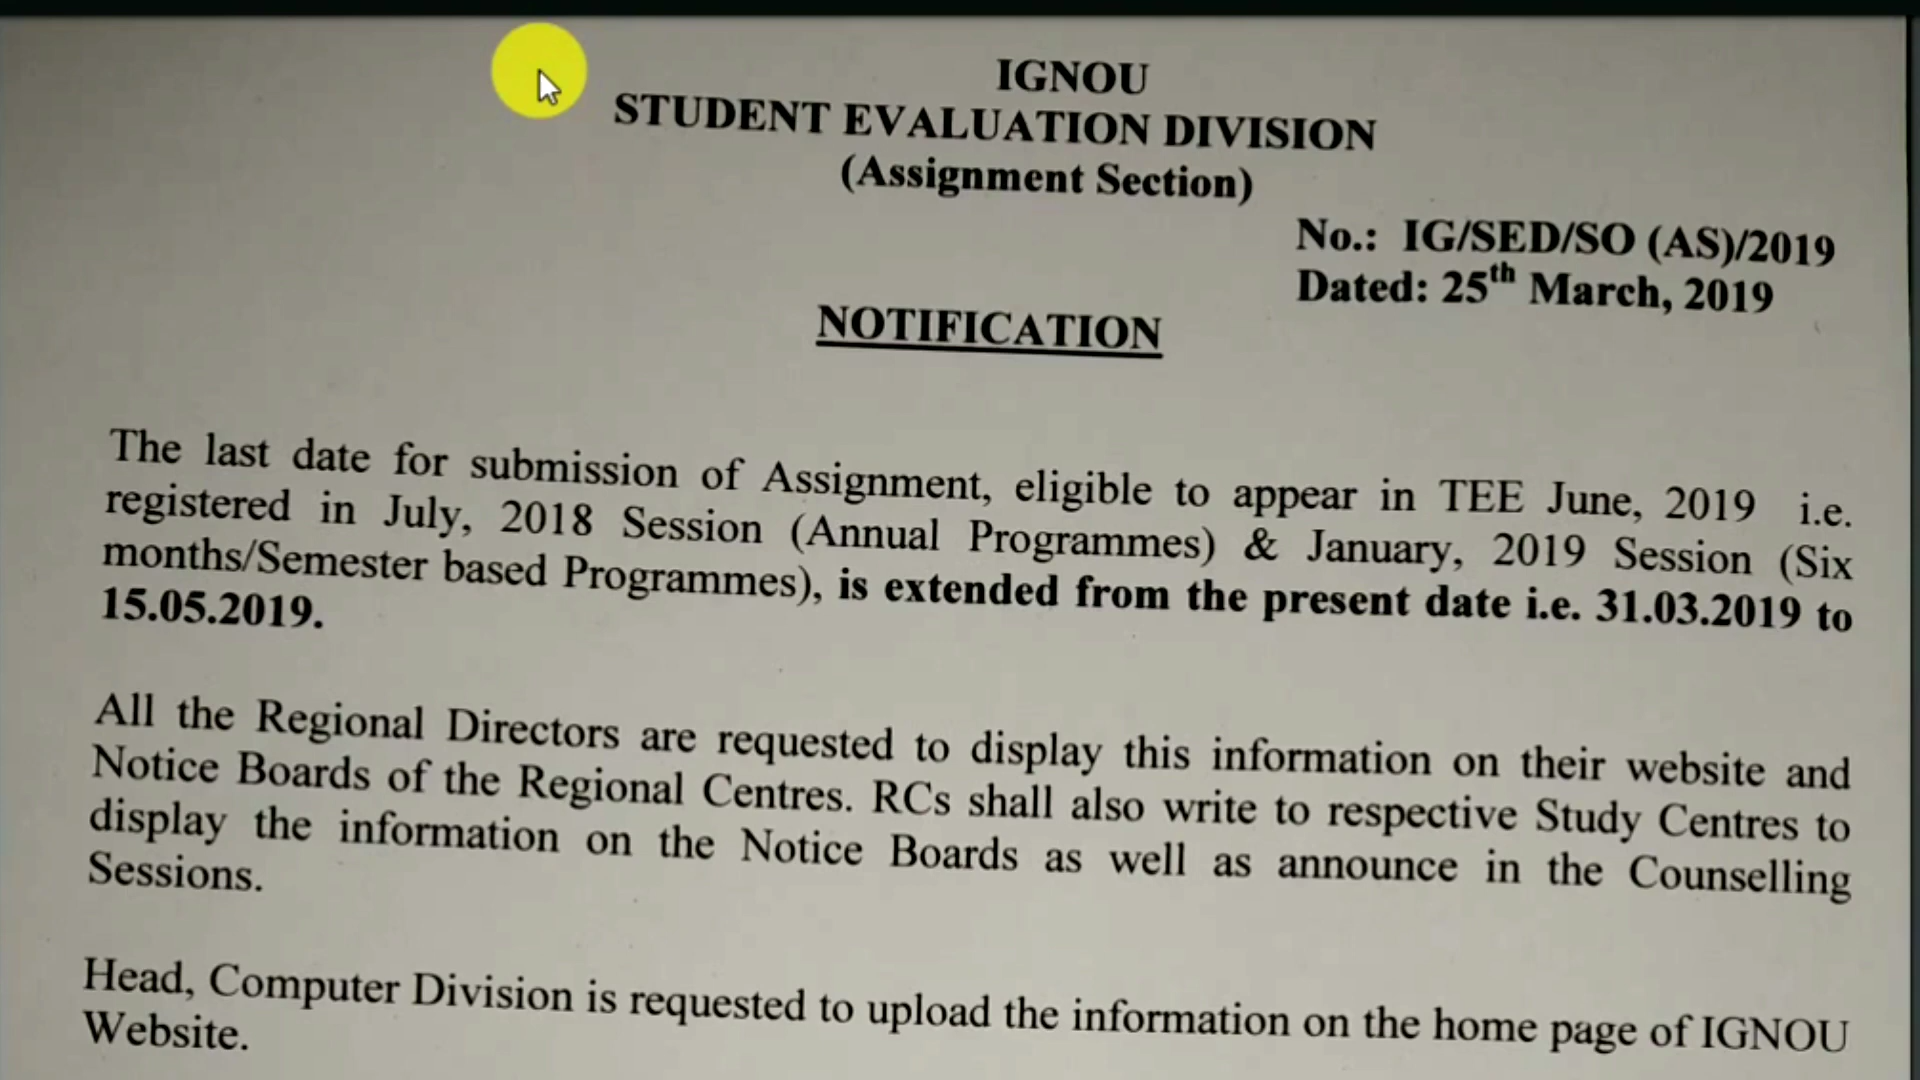 IGNOU
STUDENT EVALUATION DIVISION
(Assignment Section)
No.: IG/SED/SO (AS)/2019
Dated: 25th March, 2019
NOTIFICATION
The last date for submission of Assignment, eligible to appear in TEE June, 2019 i.e.
registered in July, 2018 Session (Annual Programmes) & January, 2019 Session (Six
months/Semester based Programmes), is extended from the present date i.e. 31.03.2019 to
15.05.2019.
All the Regional Directors are requested to display this information on their website and
Notice Boards of the Regional Centres. RCs shall also write to respective Study Centres to
display the information on the Notice Boards as well as announce in the Counselling
Sessions.
Head, Computer Division is requested to upload the information on the home page of IGNOU
Website.